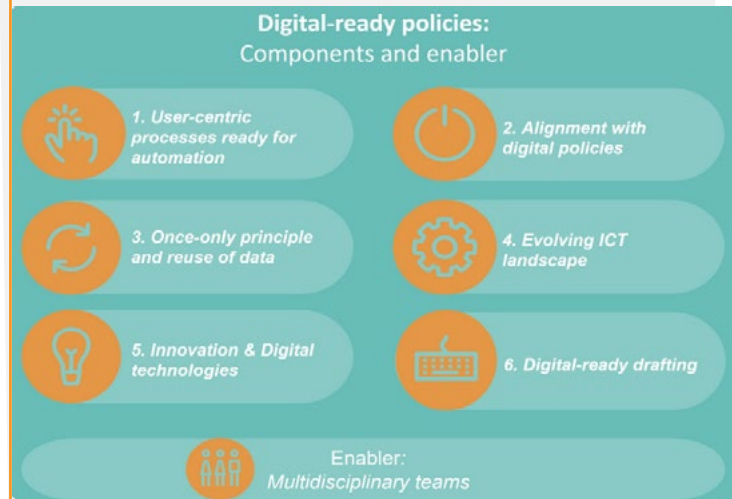 Digital-ready policies:
Components and enabler
1. User-centric
processes ready for
automation
2. Alignment with
digital policies
3. Once-only principle
and reuse of data
4. Evolving ICT
landscape
5. Innovation & Digital
technologies
6. Digital-ready drafting
Enabler:
Multidisciplinary teams